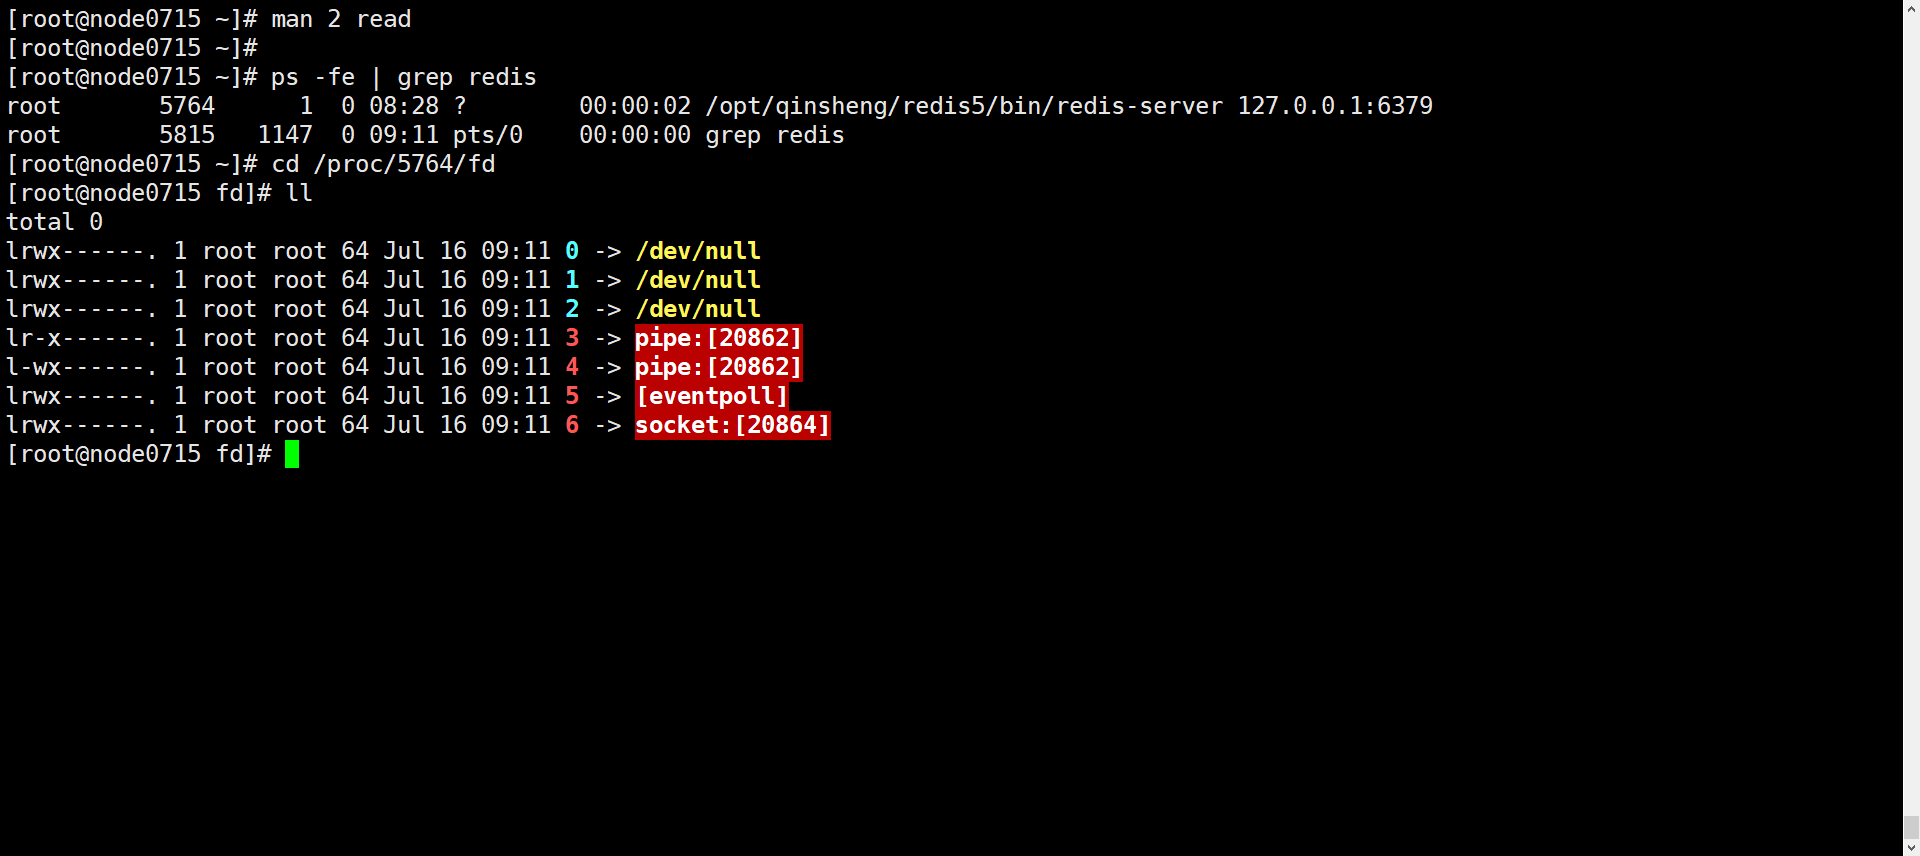 [root@node0715 ~]# man 2 read
[root@node0715 ~]#
[root@node0715 ~]# ps -fe | grep redis
root       5764      1  0 08:28 ?        00:00:02 /opt/qinsheng/redis5/bin/redis-server 127.0.0.1:6379
root       5815   1147  0 09:11 pts/0    00:00:00 grep redis
[root@node0715 ~]# cd /proc/5764/fd
[root@node0715 fd]# ll
total 0
lrwx------. 1 root root 64 Jul 16 09:11 0 -> /dev/null
lrwx------. 1 root root 64 Jul 16 09:11 1 -> /dev/null
lrwx------. 1 root root 64 Jul 16 09:11 2 -> /dev/null
lr-x------. 1 root root 64 Jul 16 09:11 3 -> pipe:[20862]
l-wx------. 1 root root 64 Jul 16 09:11 4 -> pipe:[20862]
lrwx------. 1 root root 64 Jul 16 09:11 5 -> [eventpoll]
lrwx------. 1 root root 64 Jul 16 09:11 6 -> socket:[20864]
[root@node0715 fd]#